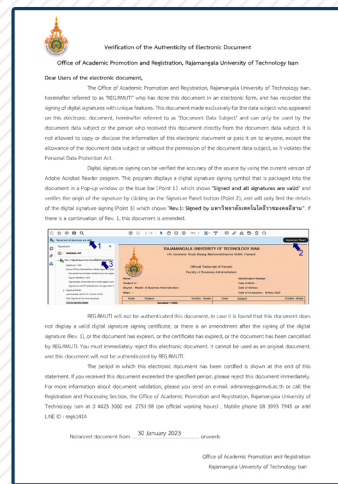 Verification of the Authenticity of Electronic Document
Office of Academic Promotion and Registration, Rajamangala University of Technology Isan
Dear Users of the electronic document,
The Office of Academic Promotion and Registration, Rajamangala University of Technology Isan,
hereinafter referred to as "REG.RMUTI" who has done this document in an electronic form, and has recorded the
signing of digital signatures with unique features. This document made exclusively for the data subject who appeared
on this electronic document, hereinafter referred to as "Document Data Subject" and can only be used by the
document data subject or the person who received this document directly from the document data subject. It is
not allowed to copy or disclose the information of this electronic document or pass it on to anyone, except the
allowance of the document data subject or without the permission of the document data subject, as it violates the
Personal Data Protection Act.
Digital signature signing can be verified the accuracy of the source by using the current version of
Adobe Acrobat Reader program. This program displays a digital signature signing symbol that is packaged into the
document in a Pop-up window or the blue bar (Point 1) which shows "Signed and all signatures are valid" and
verifies the origin of the signature by clicking on the Signature Panel button (Point 2), and will only find the details
of the digital signature signing (Point 3) which shows "Rev.1: Signed by มหาวิทยาลัยเทคโนโลยีราชมงคลอีสาน". If
there is a continuation of Rev. 1, this document is amended.
1
2
3
RAJAMANGALA UNIVERSITY OF TECHNOLOGY ISAN
Official Transcript of Record
Faculty of Business Administration
REG.RMUTI will not be authenticated this document, in case it is found that this document does
not display a valid digital signature signing certificate, or there is an amendment after the signing of the digital
signature (Rev. 1), or the document has expired, or the certificate has expired, or the document has been cancelled
by REG.RMUTI. You must immediately reject this electronic document. It cannot be used as an original document,
and this document will not be authenticated by REG.RMUTI.
The period in which this electronic document has been certified is shown at the end of this
statement. If you received this document exceeded the specified period, please reject this document immediately.
For more information about document validation, please you send an e-mail: adminregis@rmuti.ac.th or call the
Registration and Processing Section, the Office of Academic Promotion and Registration, Rajamangala University of
Technology Isan at 0 4423 3000 ext. 2751-58 (on official working hours) , Mobile phone 08 3993 7945 or add
LINE ID : regis1414
Notarized document from 30 January 2023 onwards
Office of Academic Promotion and Registration
Rajamangala University of Technology Isan